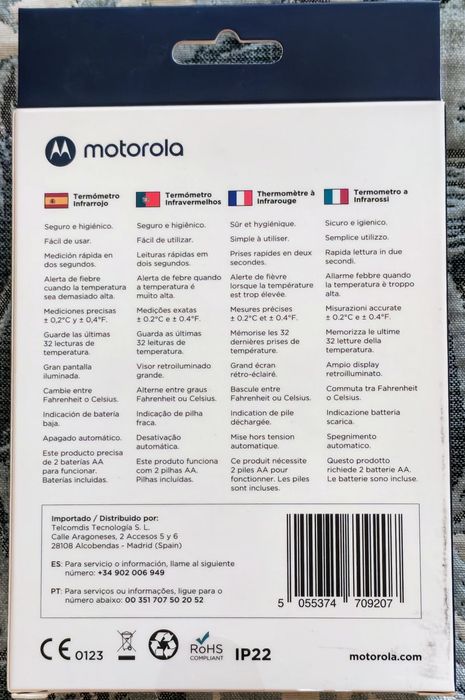 motorola
Termómetro
Infrarrojo
Seguro e higiénico.
Fácil de usar.
Medición rápida en
dos segundos.
Alerta de fiebre
cuando la temperatura
sea demasiado alta.
Mediciones precisas
± 0,2°C y ± 0,4°F.
Guarde las últimas
32 lecturas de
temperatura.
Gran pantalla
iluminada.
Cambie entre
Fahrenheit o Celsius.
Indicación de batería
baja.
Apagado automático.
Este producto precisa
de 2 baterías AA
para funcionar.
Baterías incluidas.
Termómetro
Infravermelhos
Seguro e higiênico.
Fácil de utilizar.
Leituras rápidas em
dois segundos.
Alerta de febre quando
a temperatura é
muito alta.
Medições exatas
± 0.2°C e ± 0.4°F.
Guarda as últimas
32 leituras de
temperatura.
Visor retroiluminado
grande.
Alterne entre graus
Fahrenheit ou Celsius.
Indicação de pilha
fraca.
Desativação
automática.
Este produto funciona
com 2 pilhas AA.
Pilhas incluídas.
Thermomètre à
Infrarouge
Sûr et hygiénique.
Simple à utiliser.
Prises rapides en deux
secondes.
Alerte de fièvre
lorsque la température
est trop élevée.
Mesures précises
± 0.2°C et ± 0.4°F.
Mémorise les 32
dernières prises de
température.
Grand écran
rétro-éclairé.
Bascule entre
Fahrenheit ou Celsius.
Indication de pile
déchargée.
Mise hors tension
automatique.
Ce produit nécessite
2 piles AA pour
fonctionner. Les piles
sont incluses.
Termometro a
Infrarossi
Sicuro e igienico.
Semplice utilizzo.
Rapida lettura in due
secondi.
Allarme febbre quando
la temperatura è troppo
alta.
Misurazioni accurate
± 0.2°C e ± 0.4°F.
Memorizza le ultime
32 letture della
temperatura.
Ampio display
retroilluminato.
Commuta tra Fahrenheit
o Celsius.
Indicazione batteria
scarica.
Spegnimento
automatico.
Questo prodotto
richiede 2 batterie AA.
Le batterie sono incluse.
Importado / Distribuido por:
Telcomdis Tecnología S. L.
Calle Aragoneses, 2 Accesos 5 y 6
28108 Alcobendas - Madrid (Spain)
ES: Para servicio o información, llame al siguiente
número: +34 902 006 949
PT: Para serviços ou informações, ligue para o
número abaixo: 00 351 707 50 20 52
5 055374 709207
CE 0123
RoHS
COMPLIANT
IP22
motorola.com